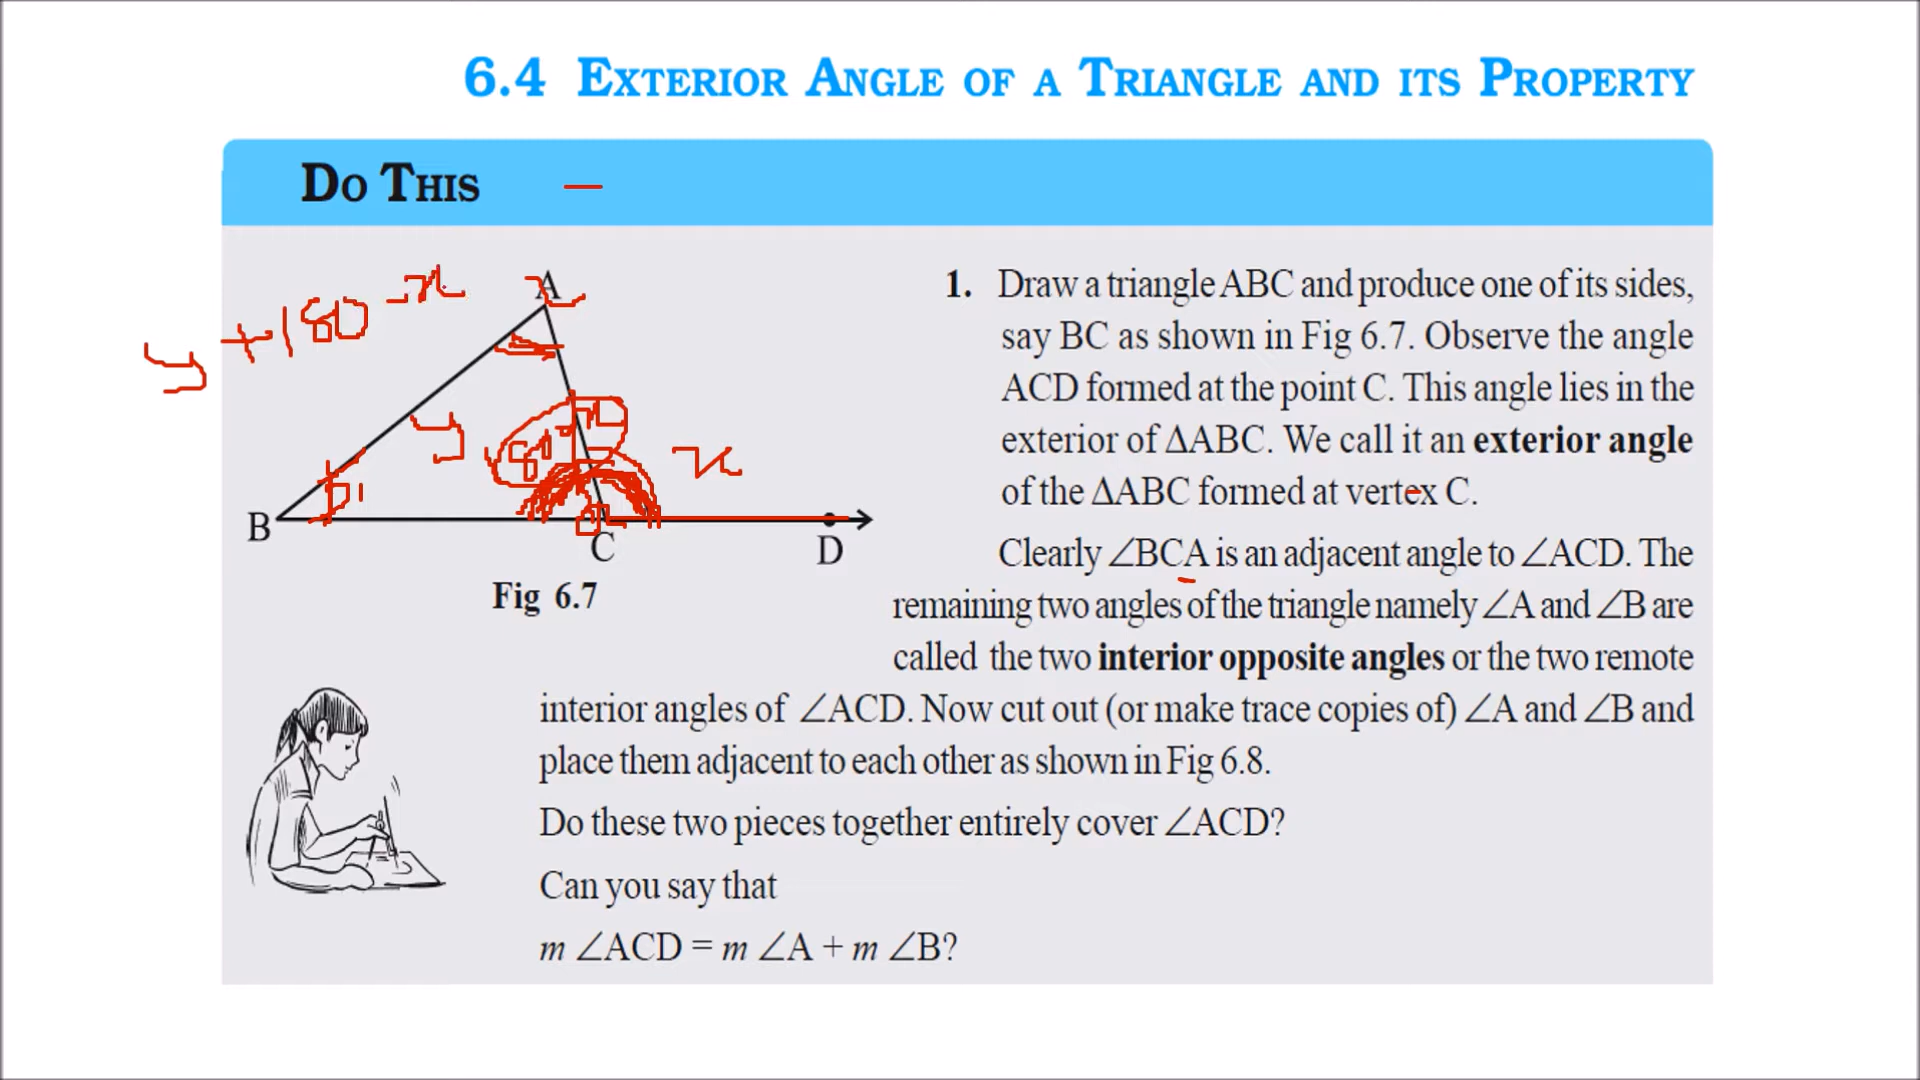 6.4 EXTERIOR ANGLE OF A TRIANGLE AND ITS PROPERTY
DO THIS
1. Draw a triangle ABC and produce one of its sides,
say BC as shown in Fig 6.7. Observe the angle
ACD formed at the point C. This angle lies in the
exterior of ΔABC. We call it an exterior angle
of the ΔABC formed at vertex C.
Clearly ∠BCA is an adjacent angle to ∠ACD. The
remaining two angles of the triangle namely ∠A and ∠B are
called the two interior opposite angles or the two remote
interior angles of ∠ACD. Now cut out (or make trace copies of) ∠A and ∠B and
place them adjacent to each other as shown in Fig 6.8.
Do these two pieces together entirely cover ∠ACD?
Can you say that
m ∠ACD = m ∠A + m ∠B?
y +180 -x
A
y
x
B
C
D
Fig 6.7